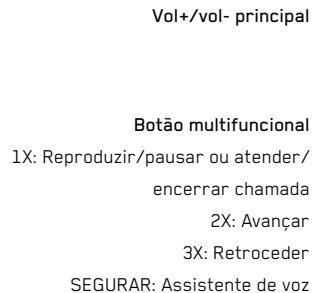 Vol+/vol- principal
Botão multifuncional
1X: Reproduzir/pausar ou atender/
encerrar chamada
2X: Avançar
3X: Retroceder
SEGURAR: Assistente de voz